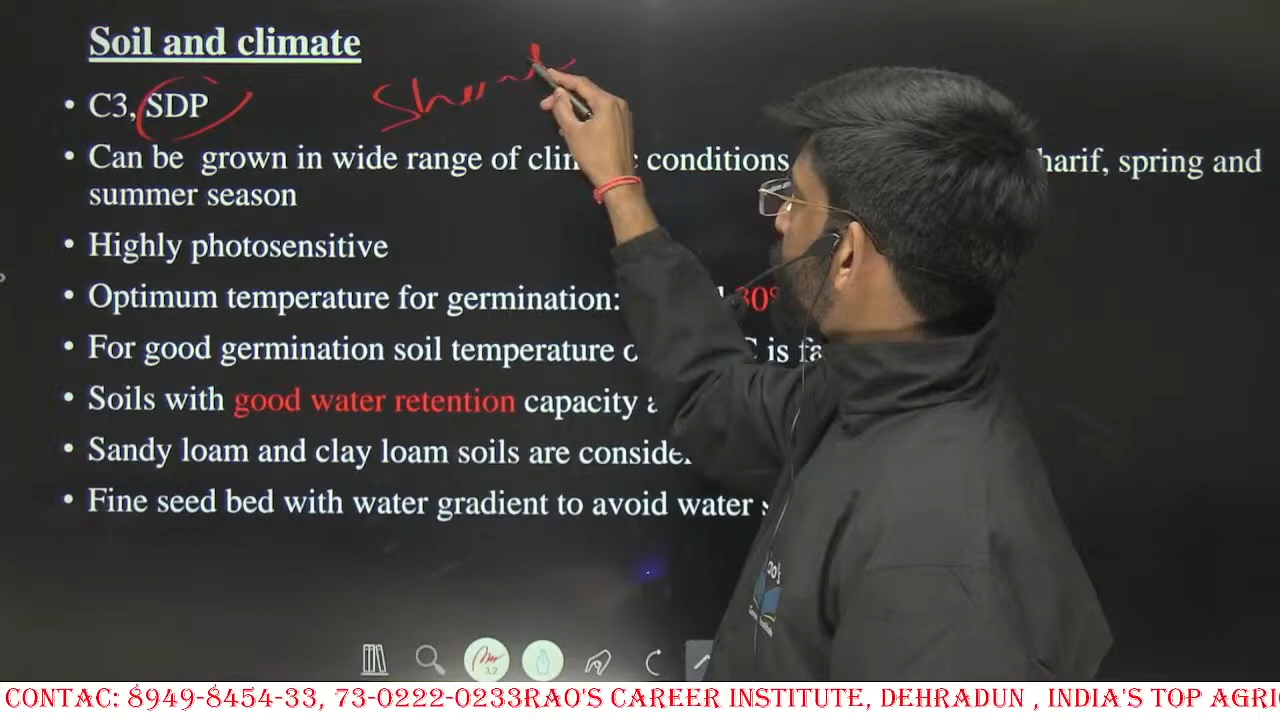 Soil and climate
• C3, SDP
Short
• Can be grown in wide range of conditions harif, spring and
summer season
• Highly photosensitive
• Optimum temperature for germination: 30°
• For good germination soil temperature is
• Soils with good water retention capacity
• Sandy loam and clay loam soils are
• Fine seed bed with water gradient to avoid water
3.2
CONTAC: 8949-8454-33, 73-0222-0233RAO'S CAREER INSTITUTE, DEHRADUN , INDIA'S TOP AGRI